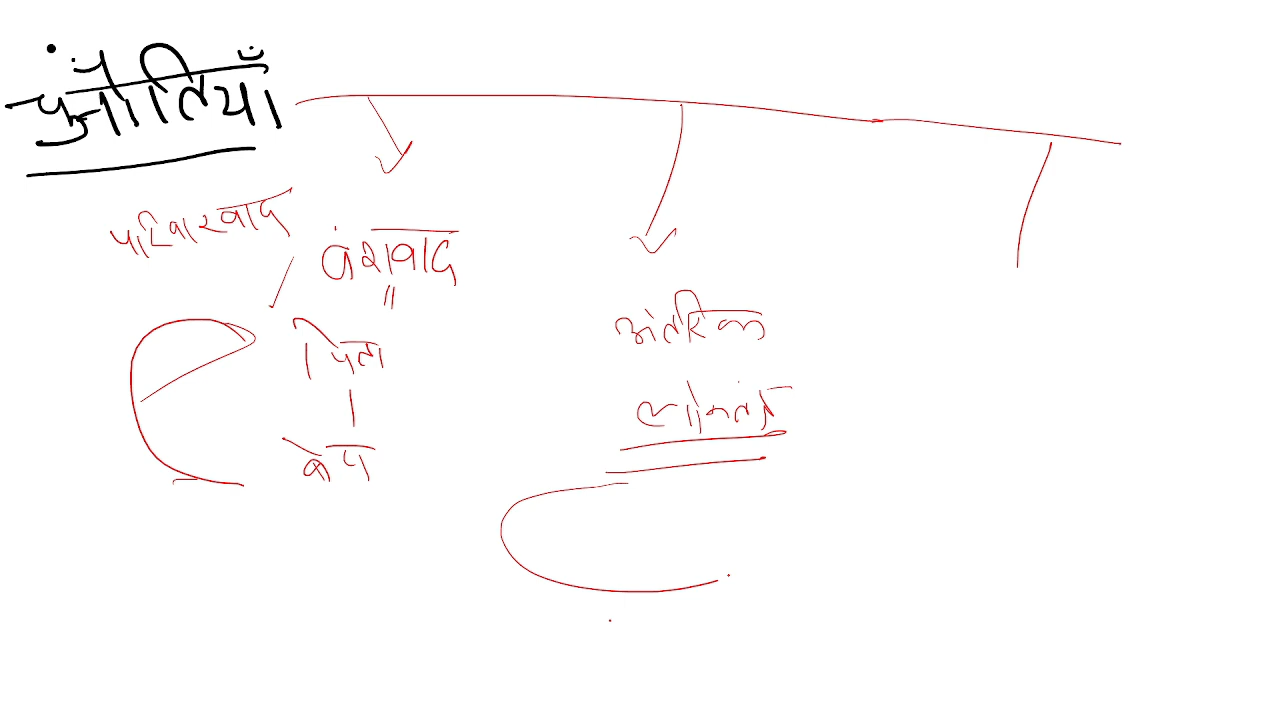 चुनौतियाँ
परिवारवाद
वंशवाद
पिता
अंतरिक
लोकतंत्र